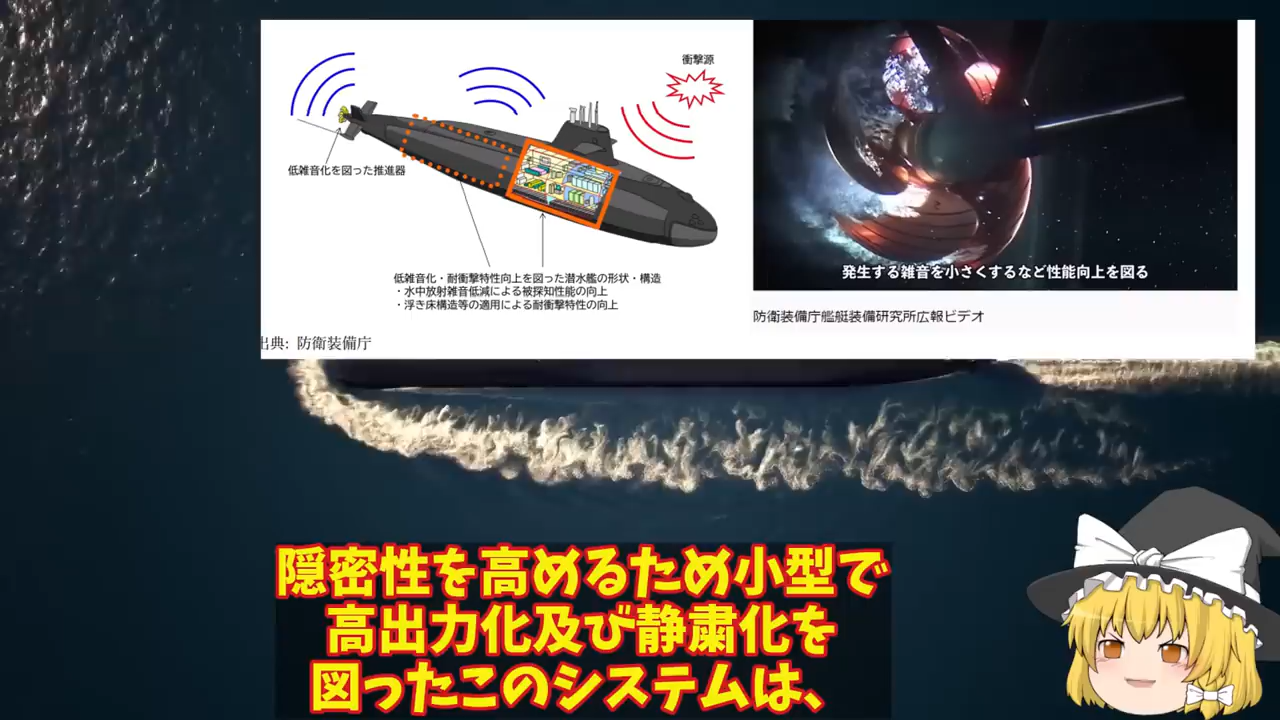 衝撃源
低雑音化を図った推進器
低雑音化・耐衝撃特性向上を図った潜水艦の形状・構造
・水中放射雑音低減による被探知性能の向上
・浮き床構造等の適用による耐衝撃特性の向上
出典: 防衛装備庁
発生する雑音を小さくするなど性能向上を図る
防衛装備庁艦艇装備研究所広報ビデオ
隠密性を高めるため小型で
高出力化及び静粛化を
図ったこのシステムは、